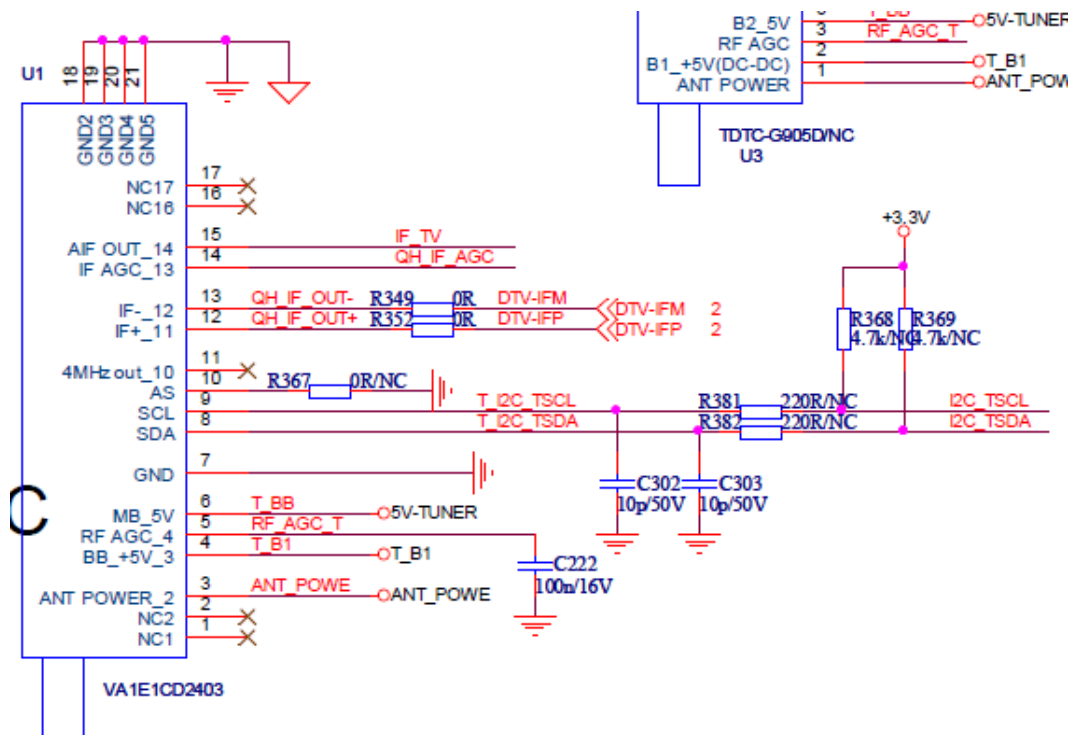 B2_5V
5V-TUNER
3
RF AGC
RF_AGC_T
2
B1_+5V(DC-DC)
T_B1
1
ANT POWER
ANT_POW
TDTC-G905D/NC
U3
U1
18
19
20
21
GND2
GND3
GND4
GND5
17
NC17
16
NC16
15
AIF OUT_14
IF_TV
14
IF AGC_13
QH_IF_AGC
13
IF-_12
QH_IF_OUT- R349 0R DTV-IFM
DTV-IFM 2
12
IF+_11
QH_IF_OUT+ R352 0R DTV-IFP
DTV-IFP 2
+3.3V
R368
4.7k/NC
R369
4.7k/NC
11
4MHzout_10
10
AS
R367 0R/NC
9
SCL
T_I2C_TSCL
R381 220R/NC
I2C_TSCL
8
SDA
T_I2C_TSDA
R382 220R/NC
I2C_TSDA
7
GND
C302
10p/50V
C303
10p/50V
C
6
MB_5V
T_BB
5V-TUNER
5
RF AGC_4
RF_AGC_T
4
BB_+5V_3
T_B1
T_B1
C222
100n/16V
3
ANT POWER_2
ANT_POWE
ANT_POWE
2
NC2
1
NC1
VA1E1CD2403